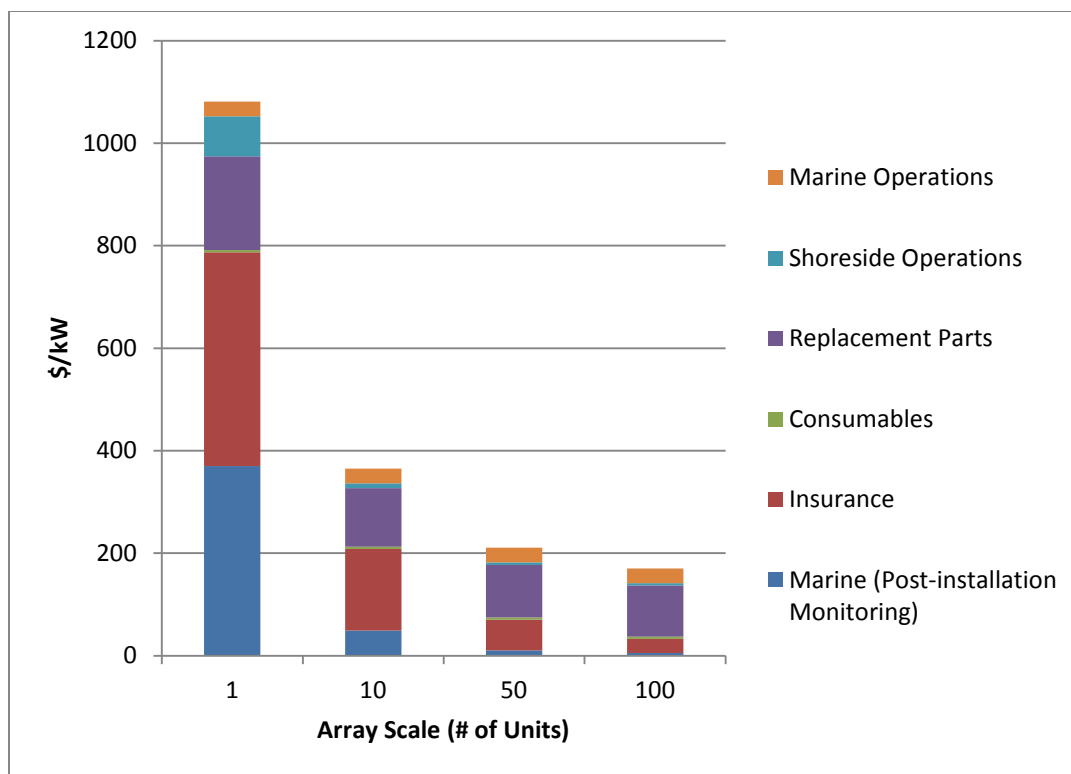 1200
1000
800
600
400
200
0
$/kW
1
10
50
100
Array Scale (# of Units)
Marine Operations
Shoreside Operations
Replacement Parts
Consumables
Insurance
Marine (Post-installation
Monitoring)